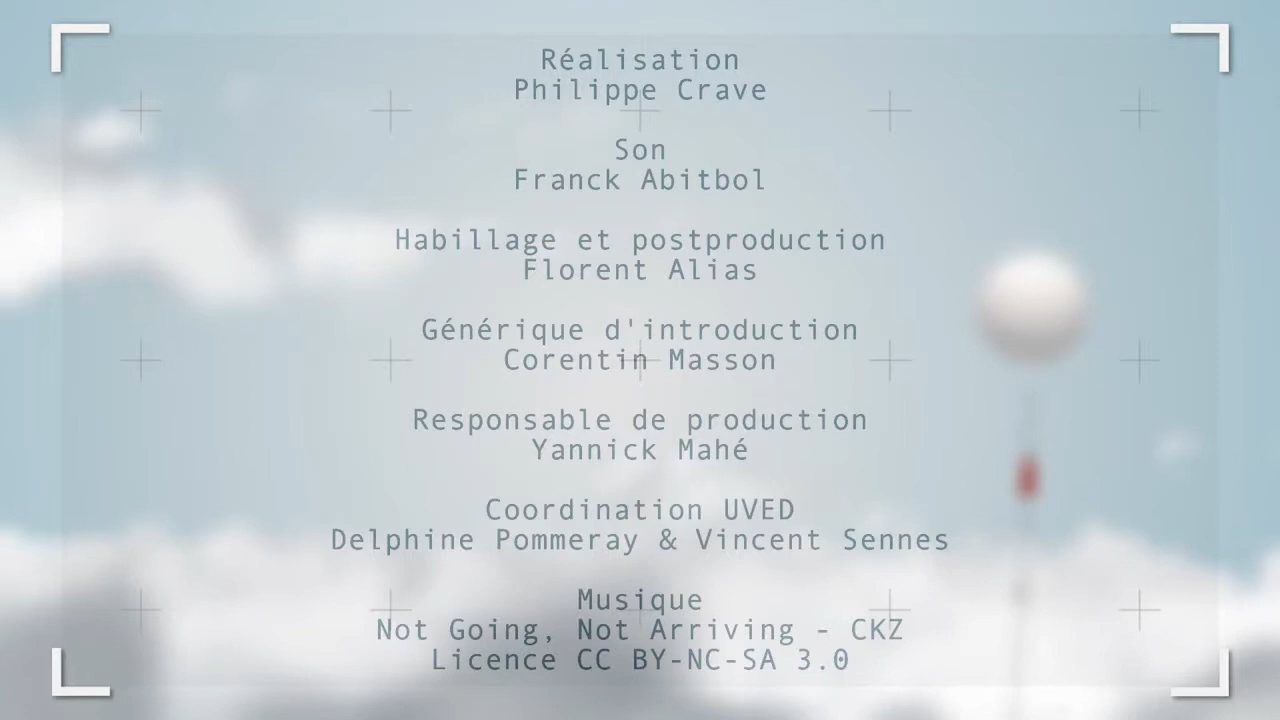 Réalisation
Philippe Crave
Son
Franck Abitbol
Habillage et postproduction
Florent Alias
Générique d'introduction
Corentin Masson
Responsable de production
Yannick Mahé
Coordination UVED
Delphine Pommeray & Vincent Sennes
Musique
Not Going, Not Arriving - CKZ
Licence CC BY-NC-SA 3.0